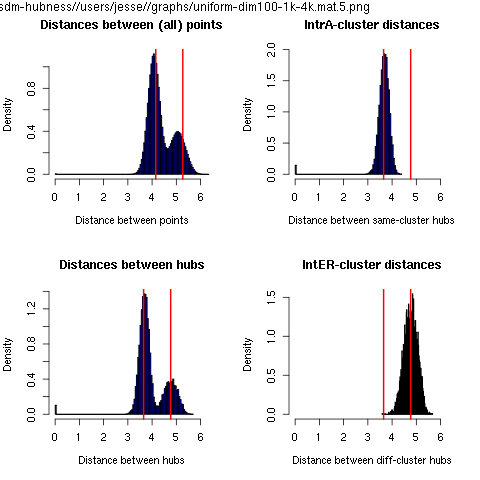 sdm-hubness//users/jesse//graphs/uniform-dim100-1k-4k.mat.5.png
Distances between (all) points
Density
0.0 0.4 0.8
0 1 2 3 4 5 6
Distance between points
IntrA-cluster distances
Density
0.0 0.5 1.0 1.5 2.0
0 1 2 3 4 5 6
Distance between same-cluster hubs
Distances between hubs
Density
0.0 0.4 0.8 1.2
0 1 2 3 4 5 6
Distance between hubs
IntER-cluster distances
Density
0.0 0.5 1.0 1.5
0 1 2 3 4 5 6
Distance between diff-cluster hubs